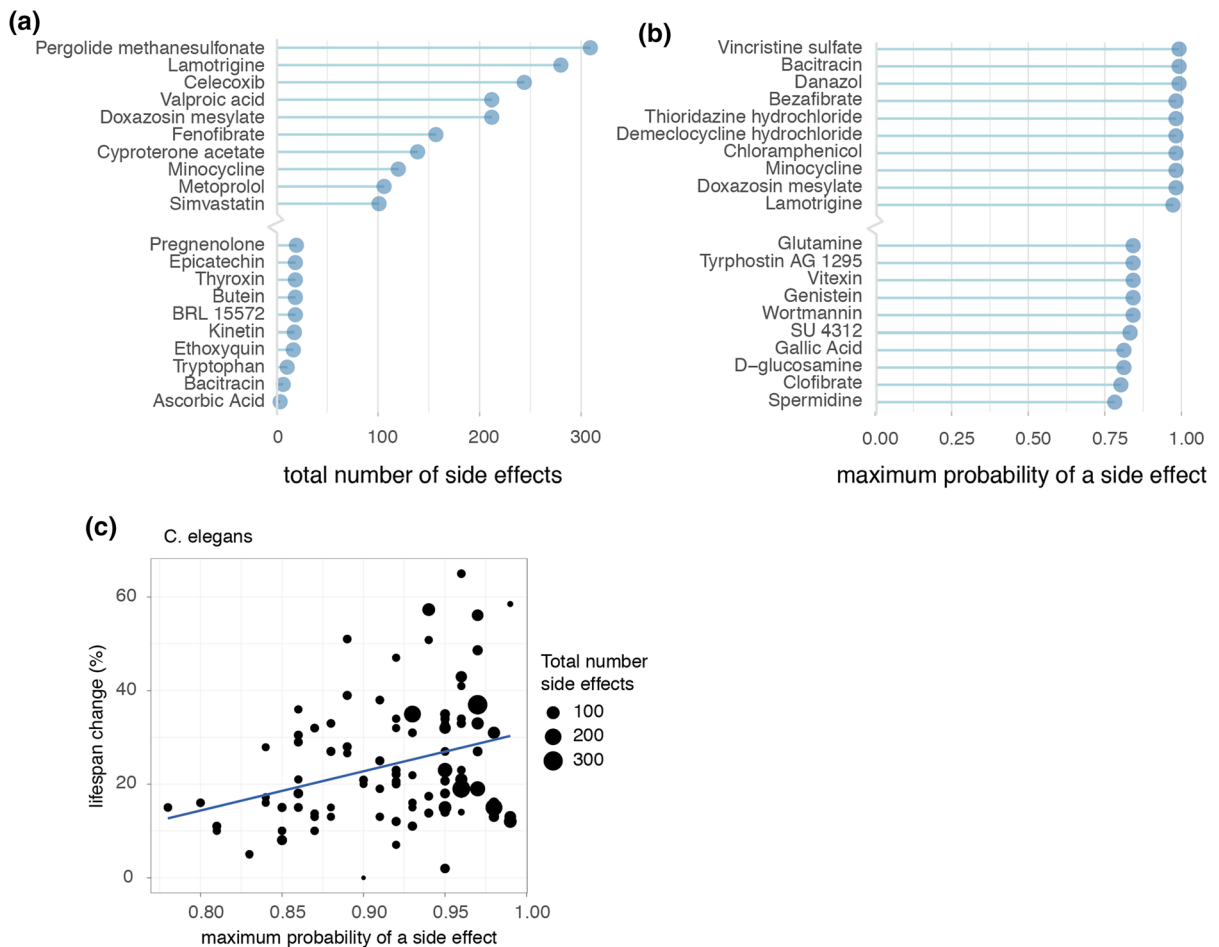 (a)
Pergolide methanesulfonate
Lamotrigine
Celecoxib
Valproic acid
Doxazosin mesylate
Fenofibrate
Cyproterone acetate
Minocycline
Metoprolol
Simvastatin
Pregnenolone
Epicatechin
Thyroxin
Butein
BRL 15572
Kinetin
Ethoxyquin
Tryptophan
Bacitracin
Ascorbic Acid
0 100 200 300
total number of side effects
(b)
Vincristine sulfate
Bacitracin
Danazol
Bezafibrate
Thioridazine hydrochloride
Demeclocycline hydrochloride
Chloramphenicol
Minocycline
Doxazosin mesylate
Lamotrigine
Glutamine
Tyrphostin AG 1295
Vitexin
Genistein
Wortmannin
SU 4312
Gallic Acid
D−glucosamine
Clofibrate
Spermidine
0.00 0.25 0.50 0.75 1.00
maximum probability of a side effect
(c)
C. elegans
60
40
20
0
lifespan change (%)
0.80 0.85 0.90 0.95 1.00
maximum probability of a side effect
Total number
side effects
100
200
300